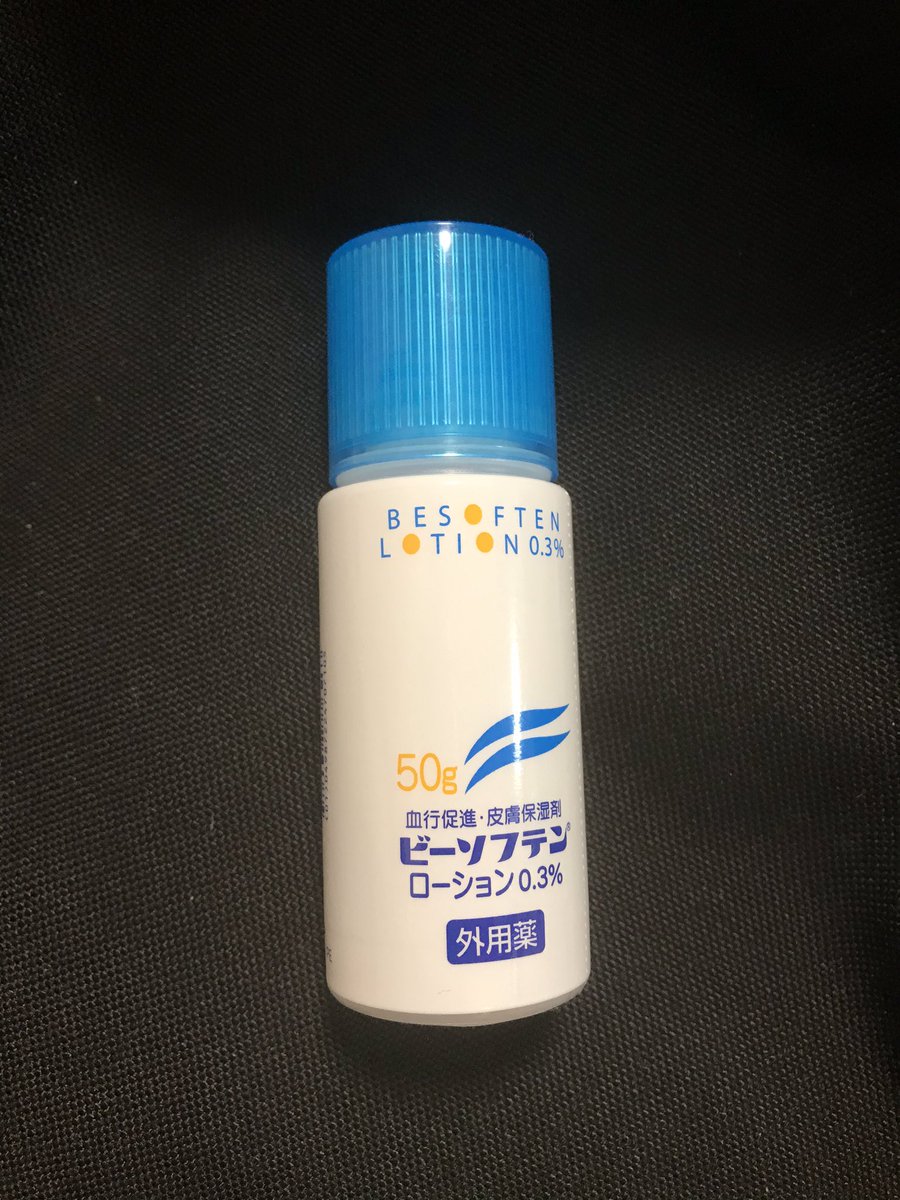 BESOFTEN
LOTION 0.3%
50g
血行促進・皮膚保湿剤
ビーソフテン®
ローション0.3%
外用薬